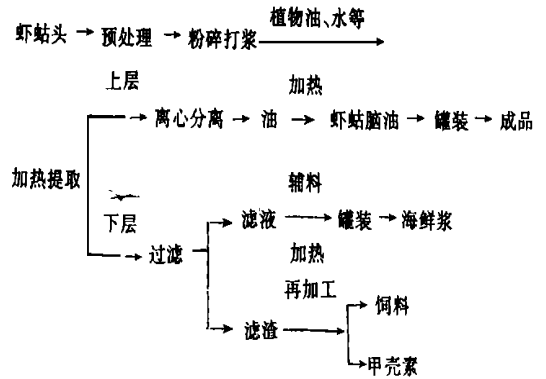 植物油、水等
虾蛄头 → 预处理 → 粉碎打浆 →
上层 加热
离心分离 → 油 → 虾蛄脑油 → 罐装 → 成品
加热提取
辅料
下层 滤液 → 罐装 → 海鲜浆
过滤 加热
再加工
饲料
滤渣
甲壳素